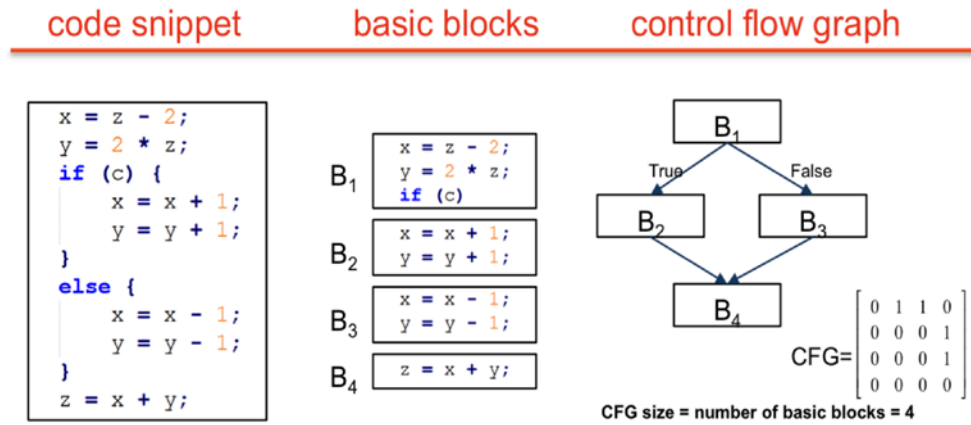 code snippet
basic blocks
control flow graph
x = z - 2;
y = 2 * z;
if (c) {
x = x + 1;
y = y + 1;
}
else {
x = x - 1;
y = y - 1;
}
z = x + y;
B1
x = z - 2;
y = 2 * z;
if (c)
B2
x = x + 1;
y = y + 1;
B3
x = x - 1;
y = y - 1;
B4
z = x + y;
B1
True
False
B2
B3
B4
CFG=
0 1 1 0
0 0 0 1
0 0 0 1
0 0 0 0
CFG size = number of basic blocks = 4